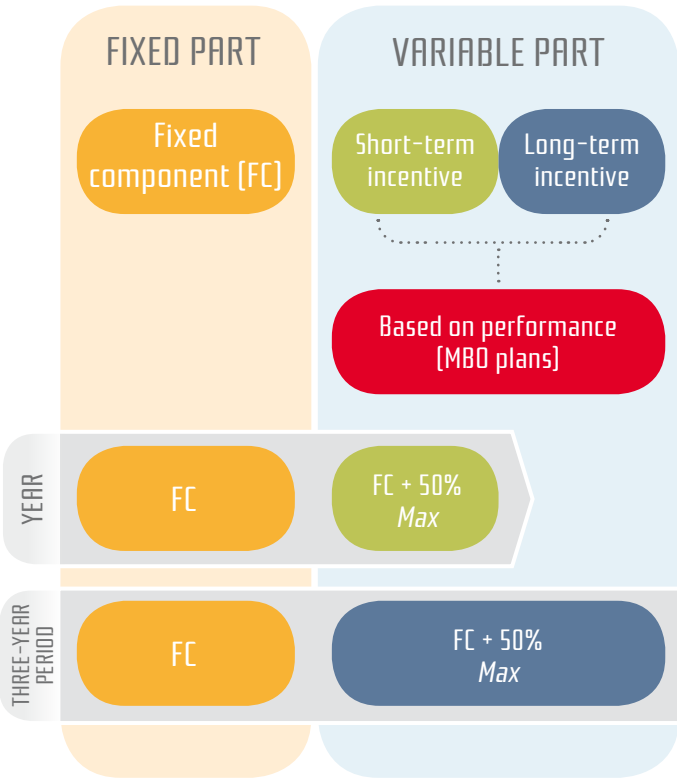 FIXED PART
VARIABLE PART
Fixed
component (FC)
Short-term
incentive
Long-term
incentive
Based on performance
(MBO plans)
YEAR
FC
FC + 50%
Max
THREE-YEAR
PERIOD
FC
FC + 50%
Max